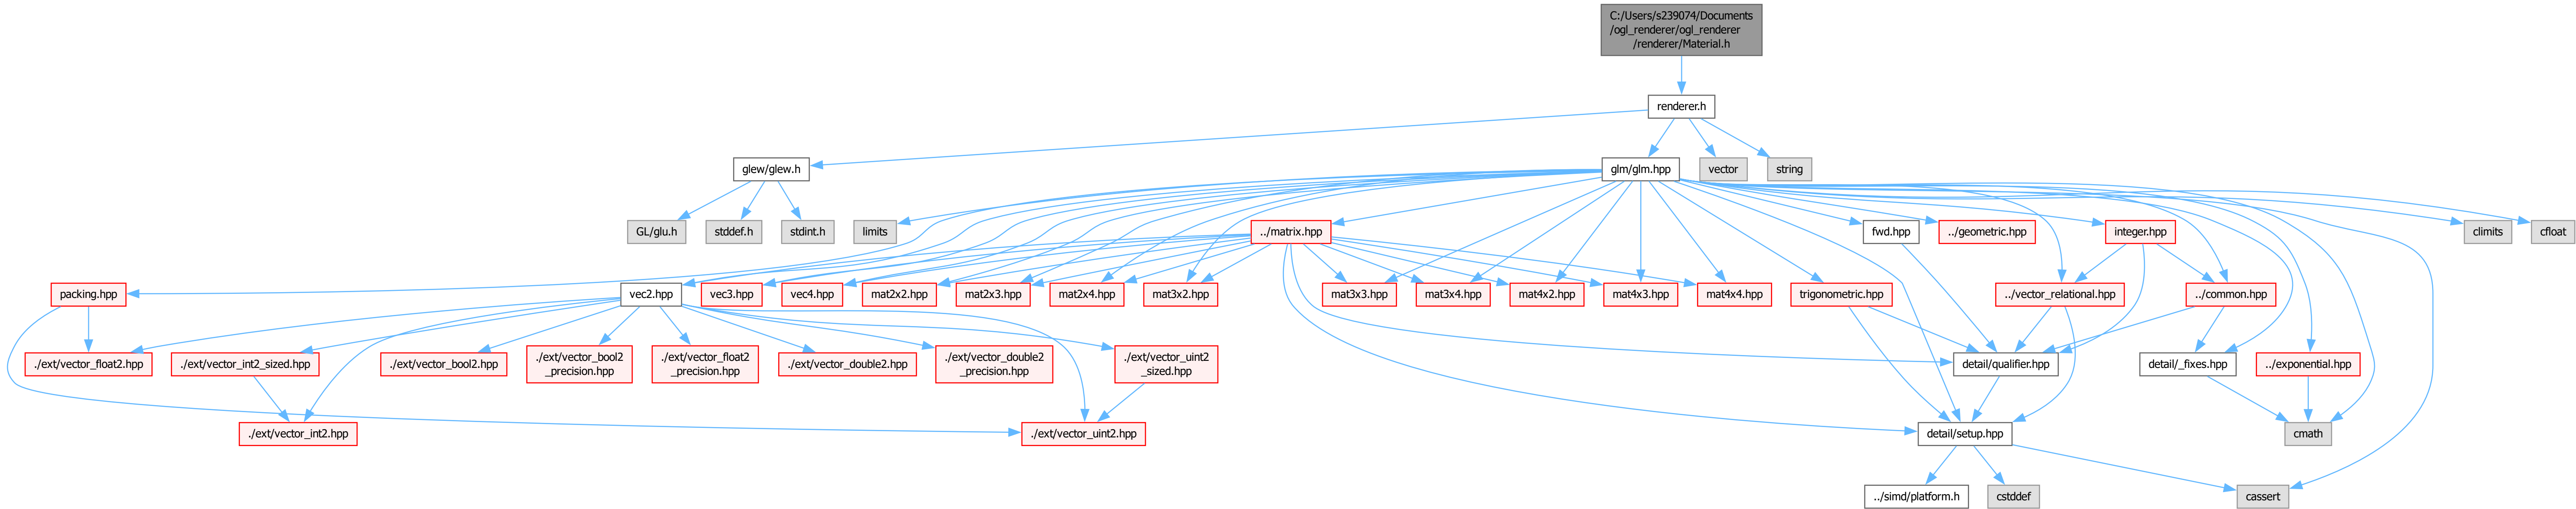 C:/Users/s239074/Documents
/ogl_renderer/ogl_renderer
/renderer/Material.h
renderer.h
glew/glew.h
glm/glm.hpp
vector
string
GL/glu.h
stddef.h
stdint.h
limits
../matrix.hpp
fwd.hpp
../geometric.hpp
integer.hpp
climits
cfloat
packing.hpp
vec2.hpp
vec3.hpp
vec4.hpp
mat2x2.hpp
mat2x3.hpp
mat2x4.hpp
mat3x2.hpp
mat3x3.hpp
mat3x4.hpp
mat4x2.hpp
mat4x3.hpp
mat4x4.hpp
trigonometric.hpp
../vector_relational.hpp
../common.hpp
./ext/vector_float2.hpp
./ext/vector_int2_sized.hpp
./ext/vector_bool2.hpp
./ext/vector_bool2
_precision.hpp
./ext/vector_float2
_precision.hpp
./ext/vector_double2.hpp
./ext/vector_double2
_precision.hpp
./ext/vector_uint2
_sized.hpp
detail/qualifier.hpp
detail/_fixes.hpp
../exponential.hpp
./ext/vector_int2.hpp
./ext/vector_uint2.hpp
detail/setup.hpp
cmath
../simd/platform.h
cstddef
cassert